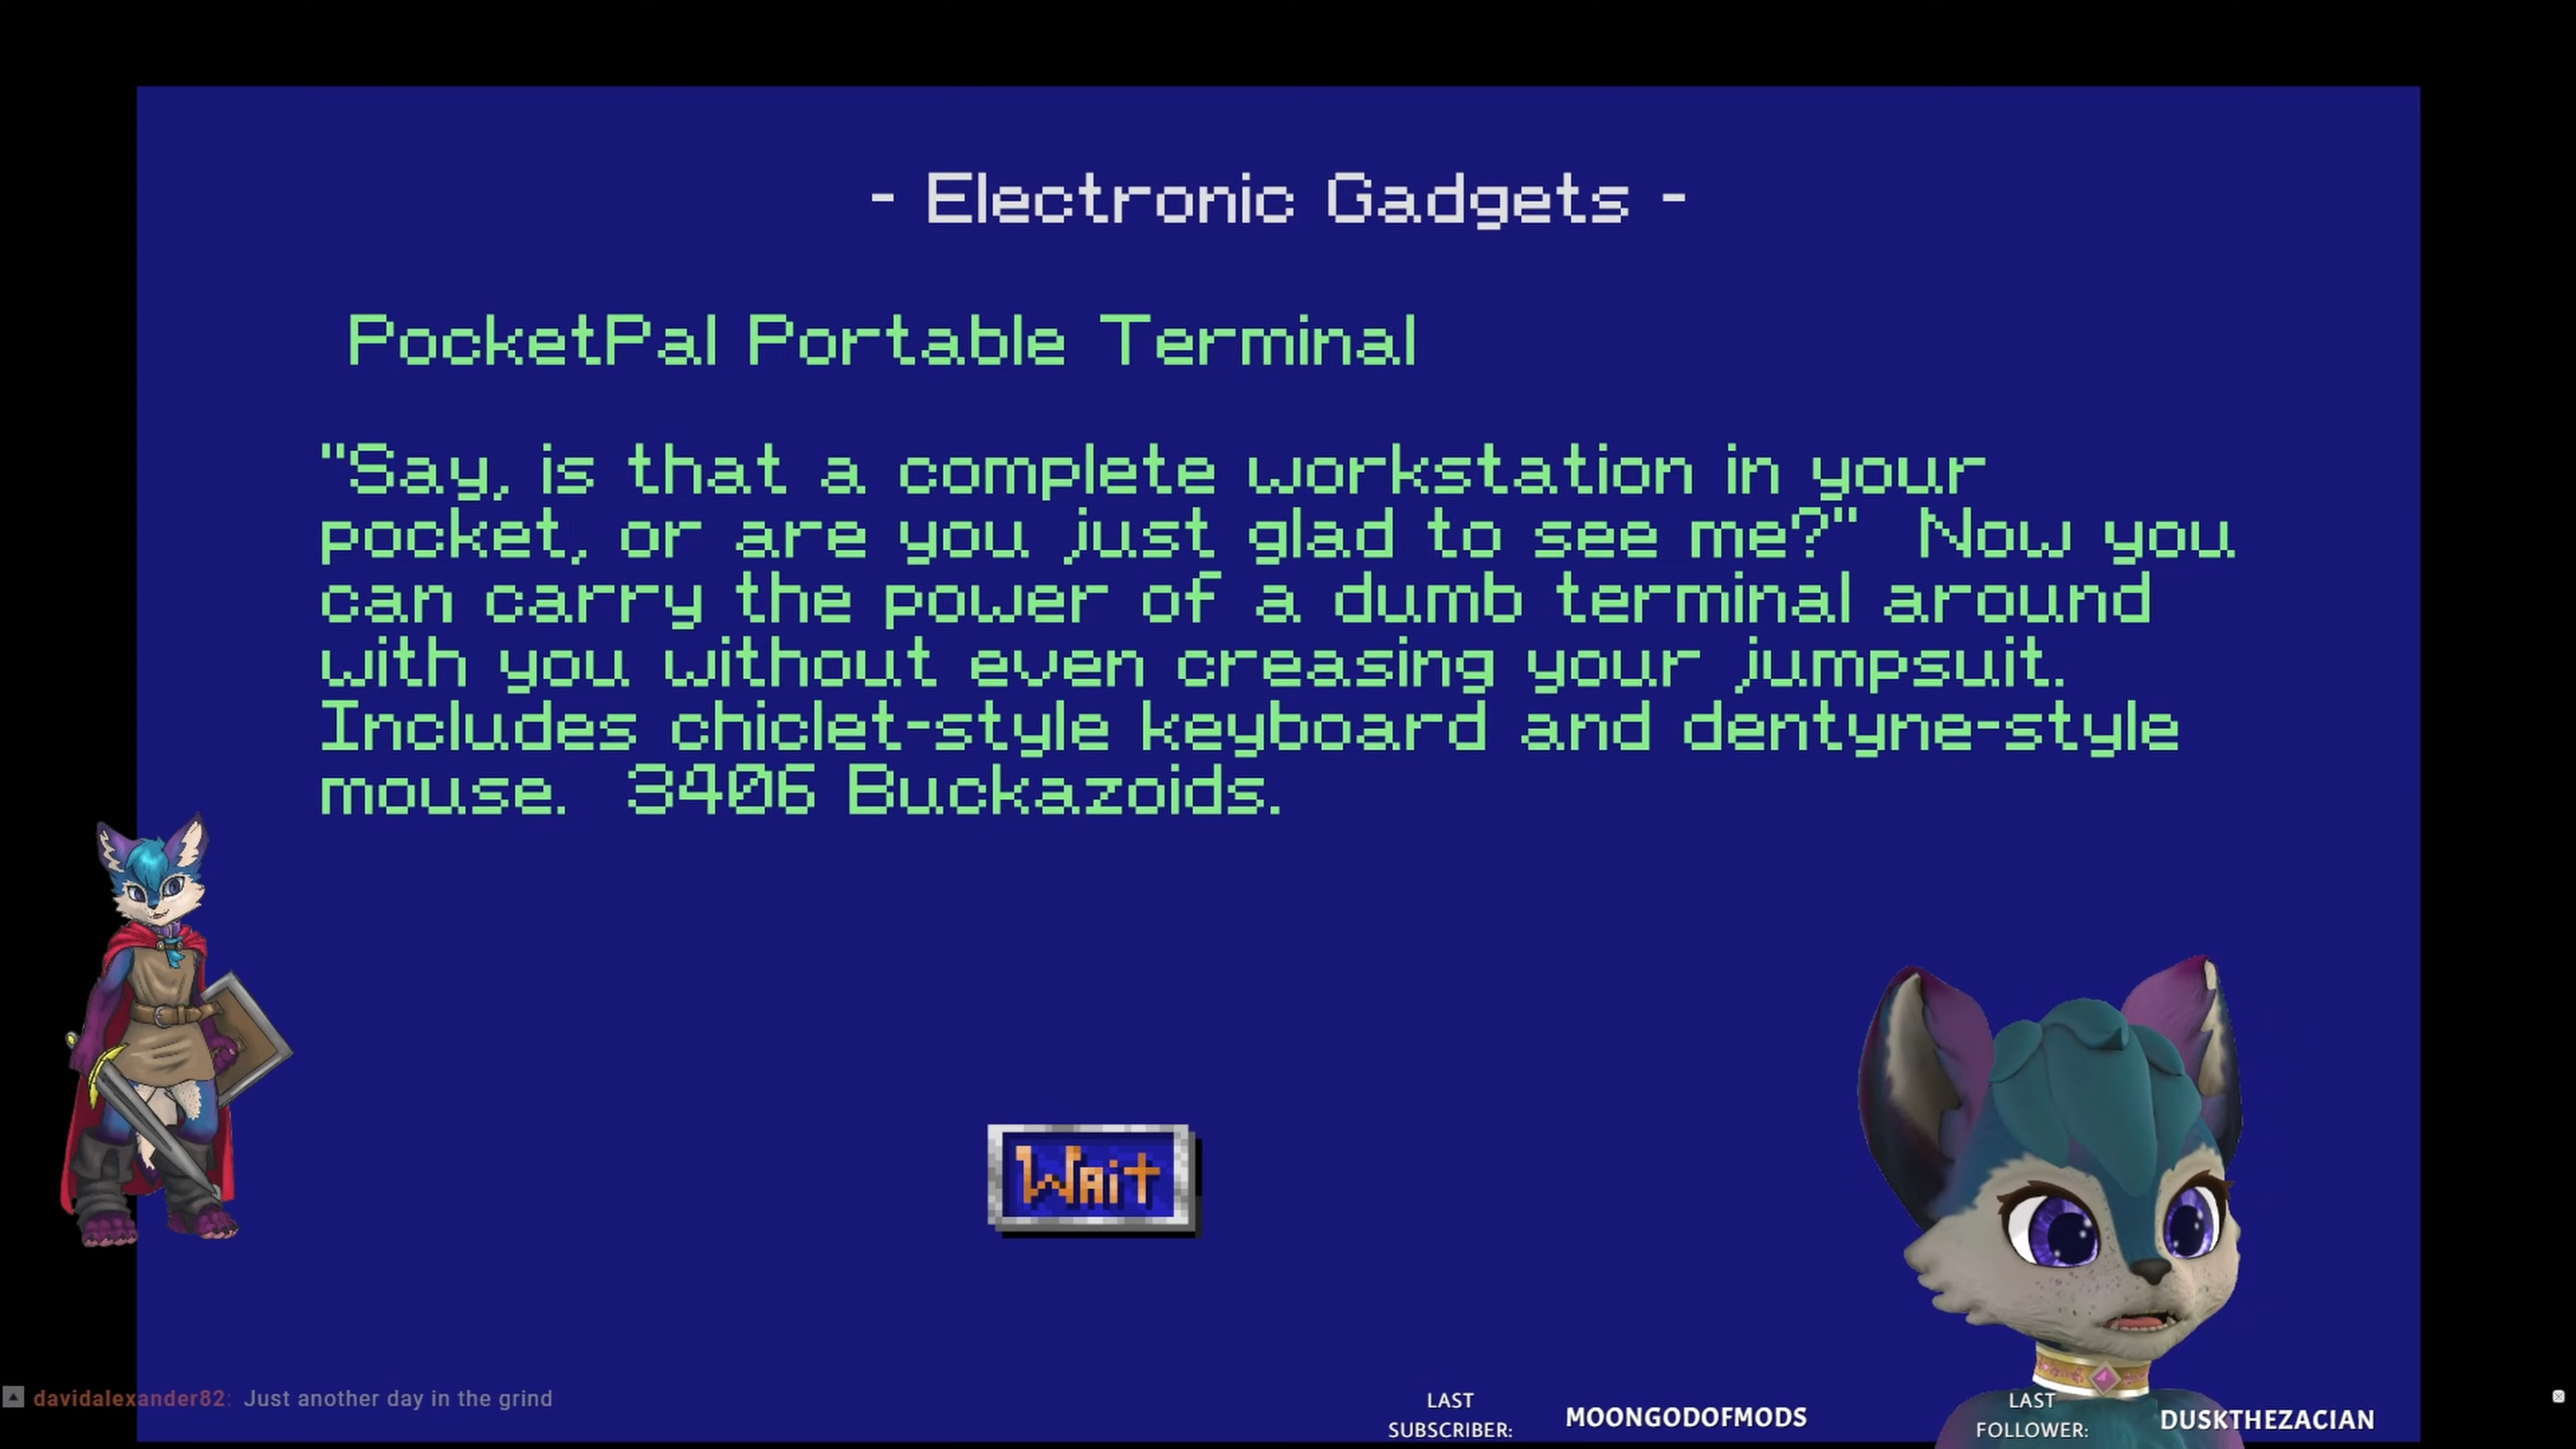 - Electronic Gadgets -
PocketPal Portable Terminal
"Say, is that a complete workstation in your
pocket, or are you just glad to see me?"  Now you
can carry the power of a dumb terminal around
with you without even creasing your jumpsuit.
Includes chiclet-style keyboard and dentyne-style
mouse.  3406 Buckazoids.
Wait
davidalexander82: Just another day in the grind
LAST
SUBSCRIBER:
MOONGODOFMODS
LAST
FOLLOWER:
DUSKTHEZACIAN